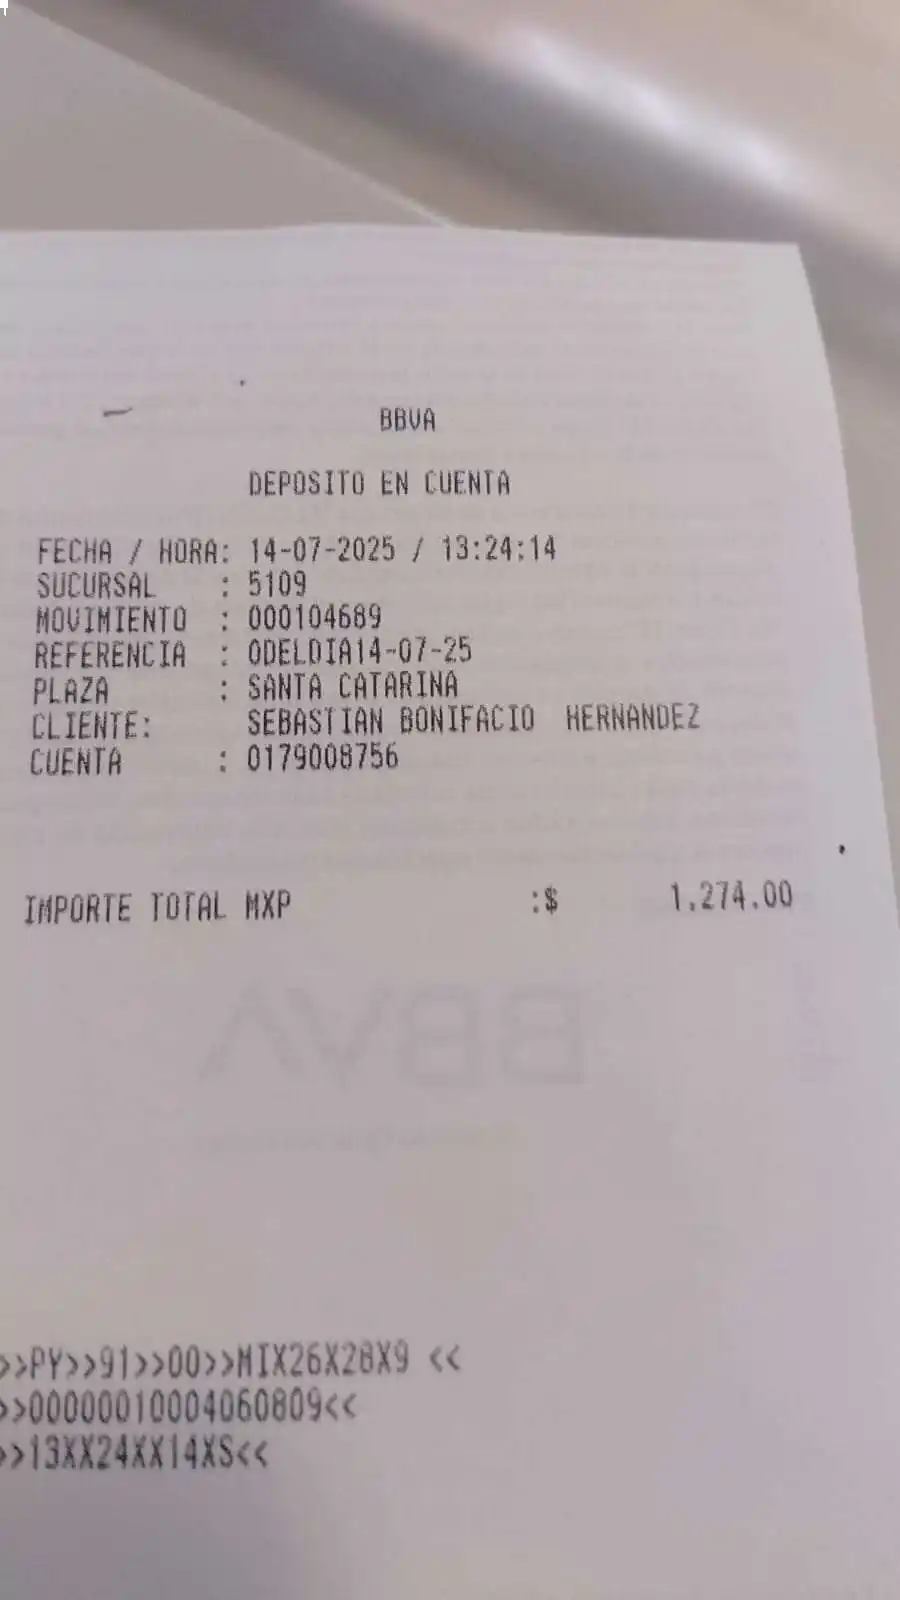 BBVA
DEPOSITO EN CUENTA
FECHA / HORA: 14-07-2025 / 13:24:14
SUCURSAL : 5109
MOVIMIENTO : 000104689
REFERENCIA : ODELDIA14-07-25
PLAZA : SANTA CATARINA
CLIENTE: SEBASTIAN BONIFACIO HERNANDEZ
CUENTA : 0179008756
IMPORTE TOTAL MXP :$ 1.274.00
BBVA
>>PY>>91>>00>>MIX26X28X9 <<
>>00000010004060809<<
>>13XX24XX14XS<<